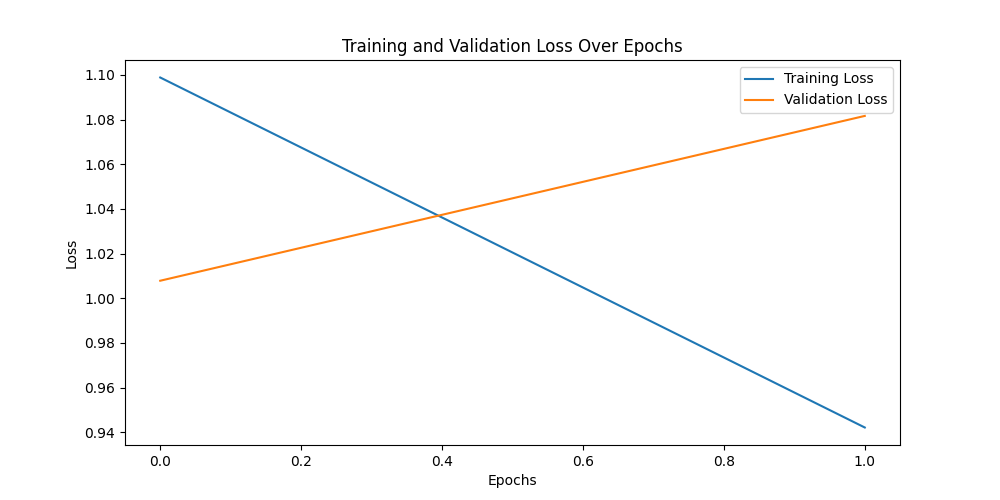 Training and Validation Loss Over Epochs
Training Loss
Validation Loss
1.10
1.08
1.06
1.04
1.02
1.00
0.98
0.96
0.94
Loss
0.0 0.2 0.4 0.6 0.8 1.0
Epochs